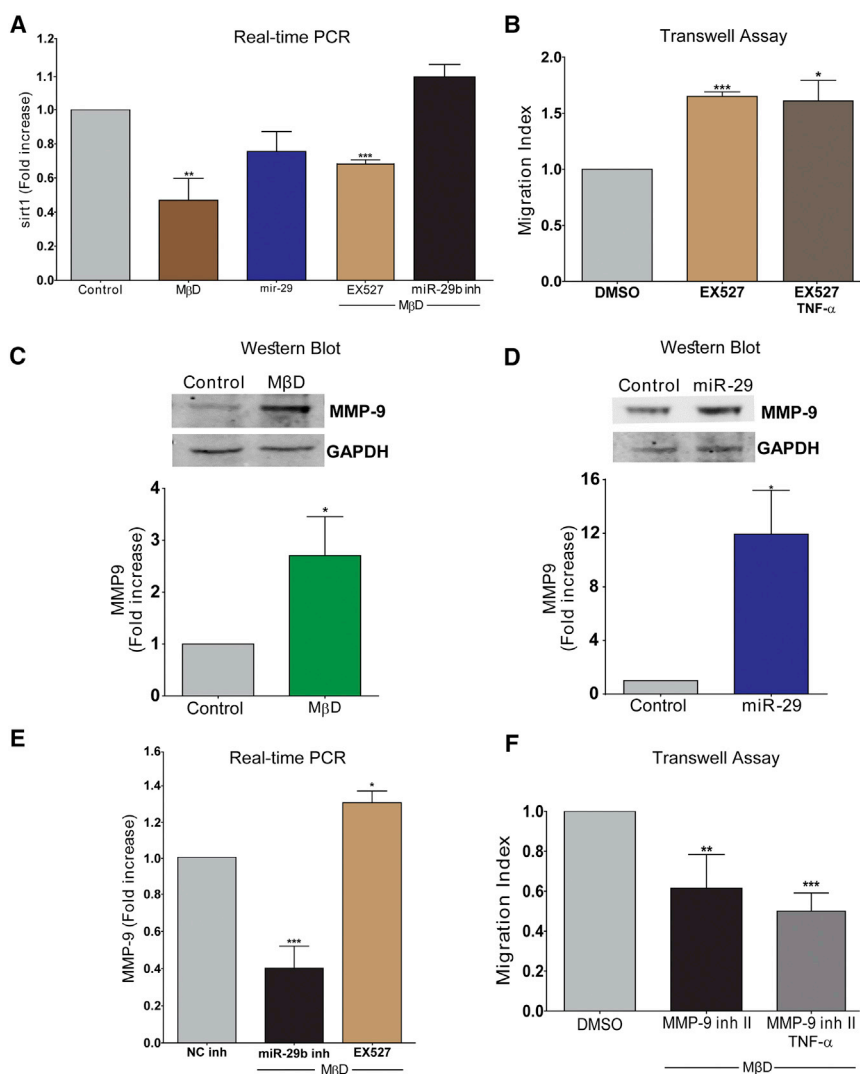 A
Real-time PCR
sirt1 (Fold increase)
1.2
1.1
1.0
0.8
0.6
0.4
0.2
0.0
**
***
Control
MβD
mir-29
EX527
miR-29b inh
MβD
B
Transwell Assay
Migration Index
2.0
1.5
1.0
0.5
0.0
***
*
DMSO
EX527
EX527
TNF-α
C
Western Blot
Control MβD
MMP-9
GAPDH
MMP9
(Fold increase)
4
3
2
1
0
*
Control
MβD
D
Western Blot
Control miR-29
MMP-9
GAPDH
MMP9
(Fold increase)
16
12
8
4
0
*
Control
miR-29
E
Real-time PCR
MMP-9 (Fold increase)
1.6
1.4
1.2
1.0
0.8
0.6
0.4
0.2
0.0
***
*
NC inh
miR-29b inh
EX527
MβD
F
Transwell Assay
Migration Index
1.0
0.8
0.6
0.4
0.2
0.0
**
***
DMSO
MMP-9 inh II
MMP-9 inh II
TNF-α
MβD